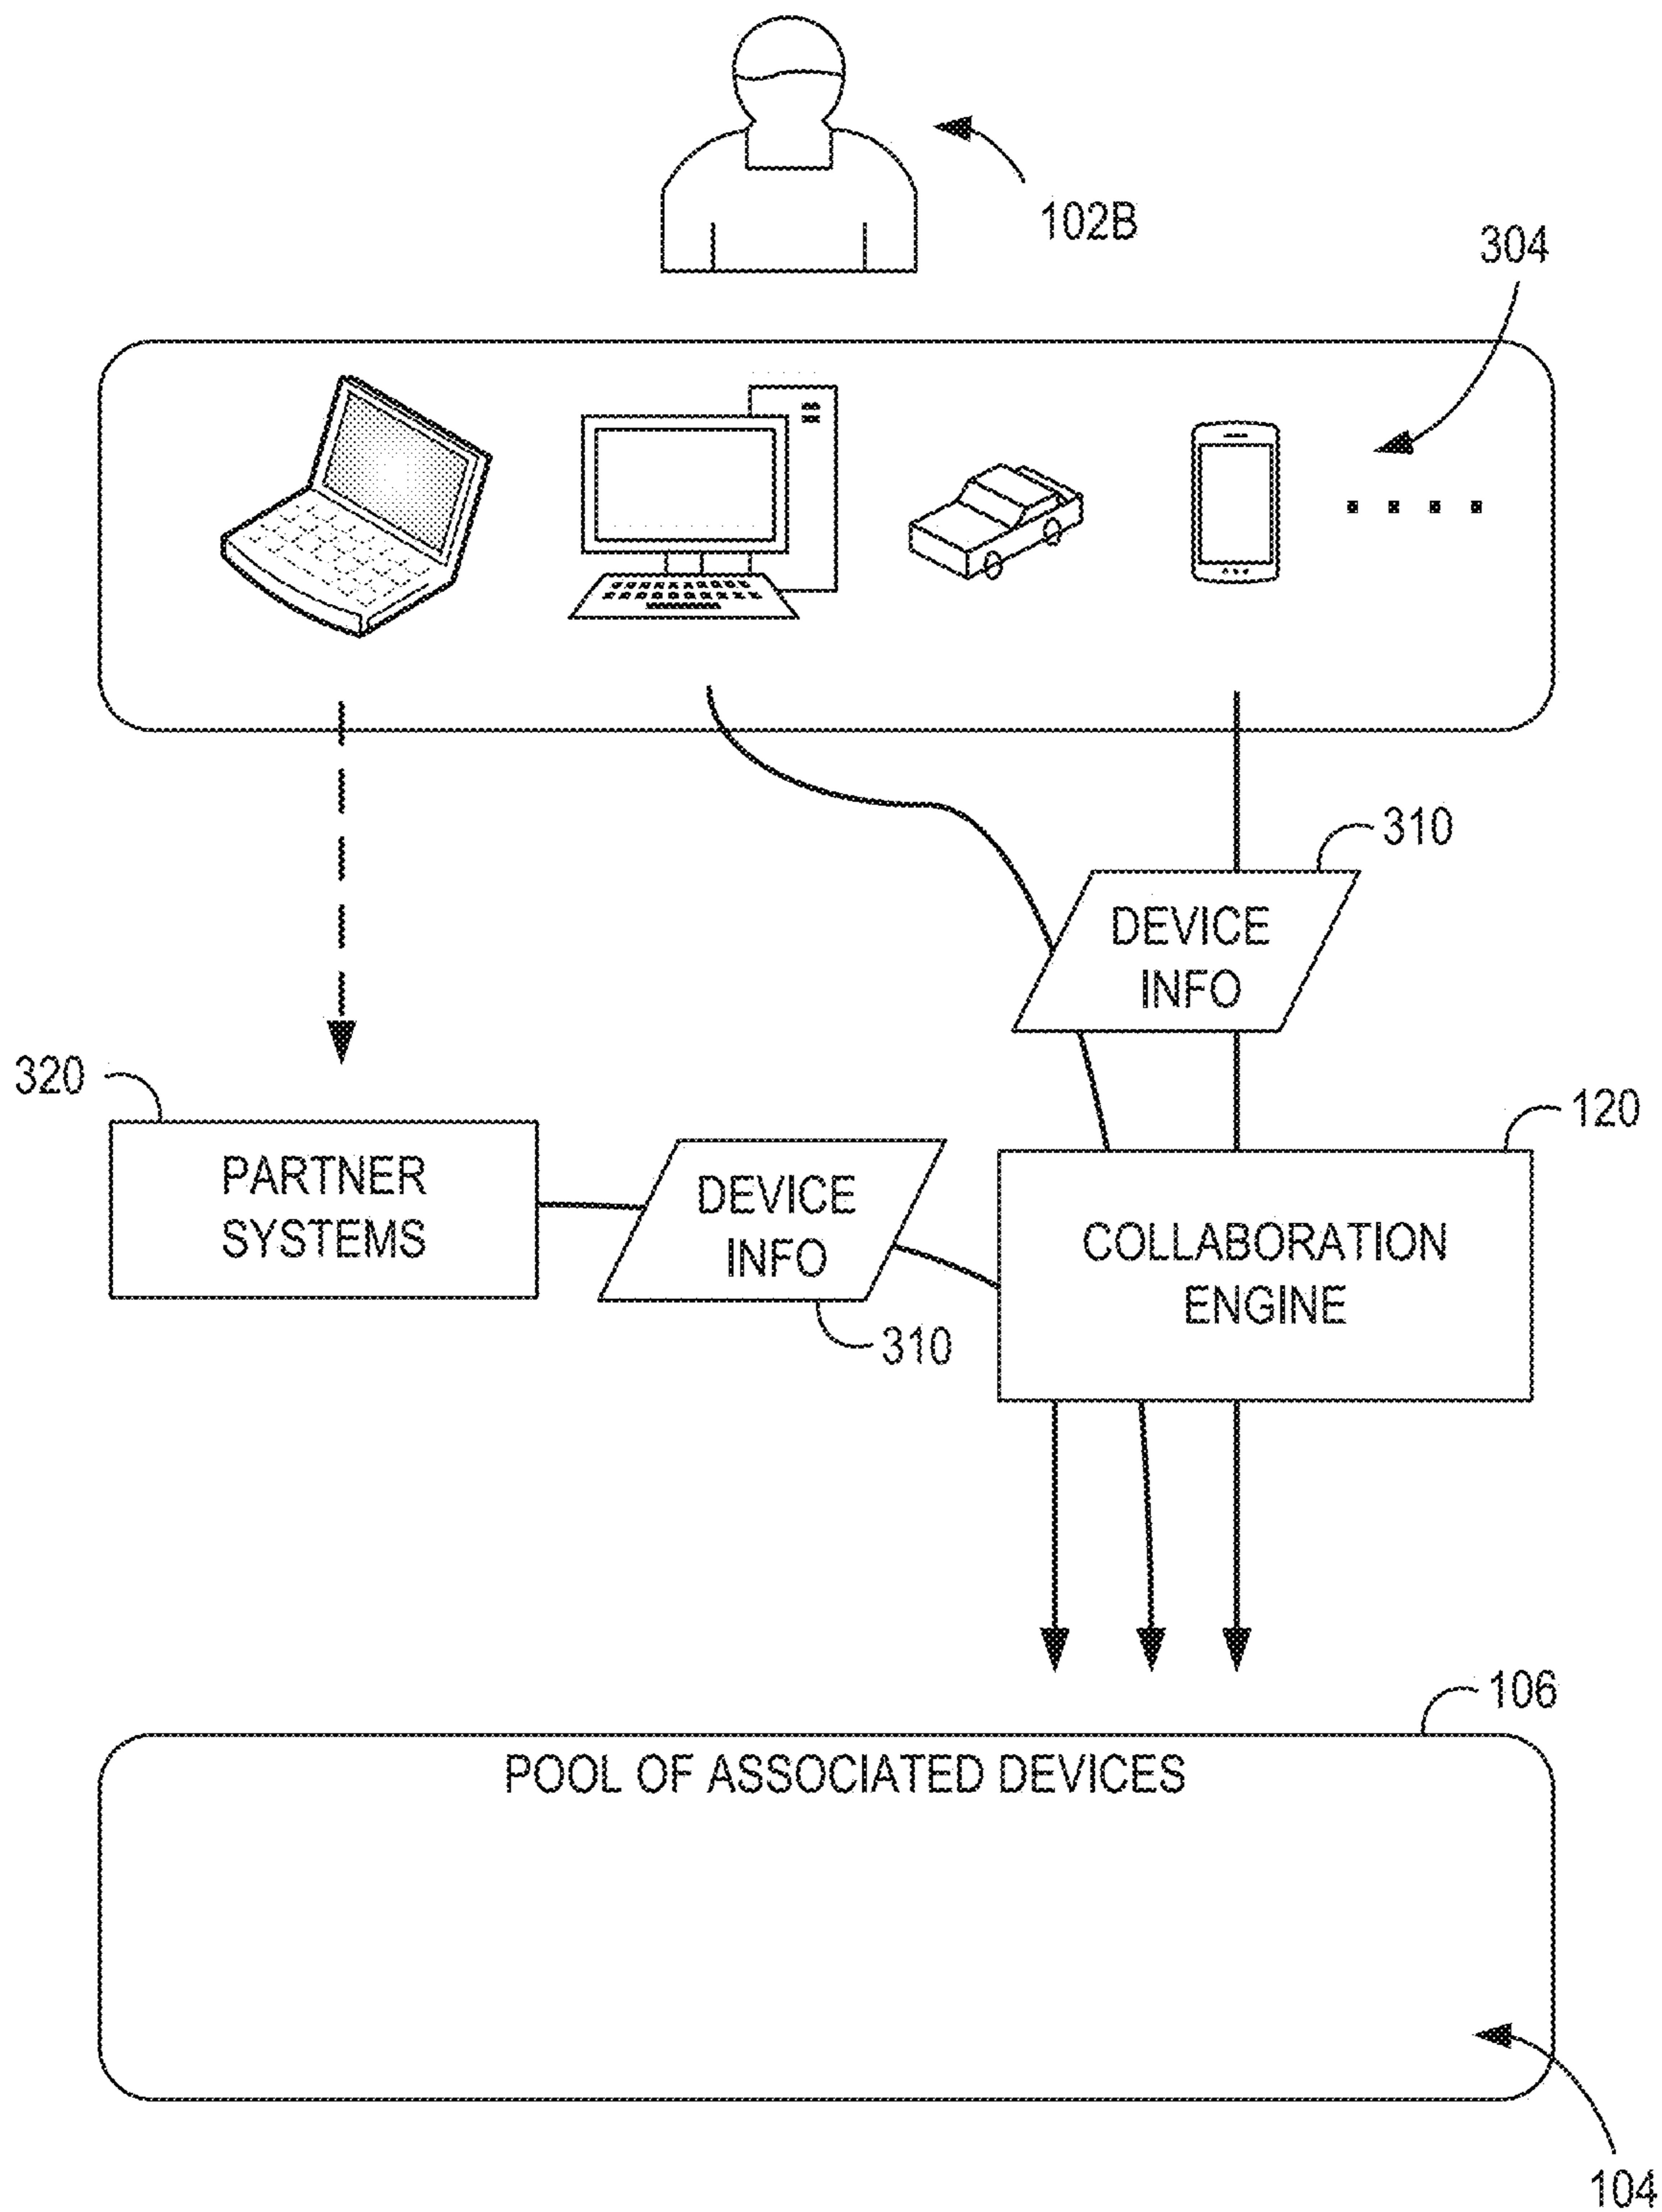 102B
304
310
DEVICE
INFO
320
120
PARTNER
SYSTEMS
DEVICE
INFO
COLLABORATION
ENGINE
310
106
POOL OF ASSOCIATED DEVICES
104